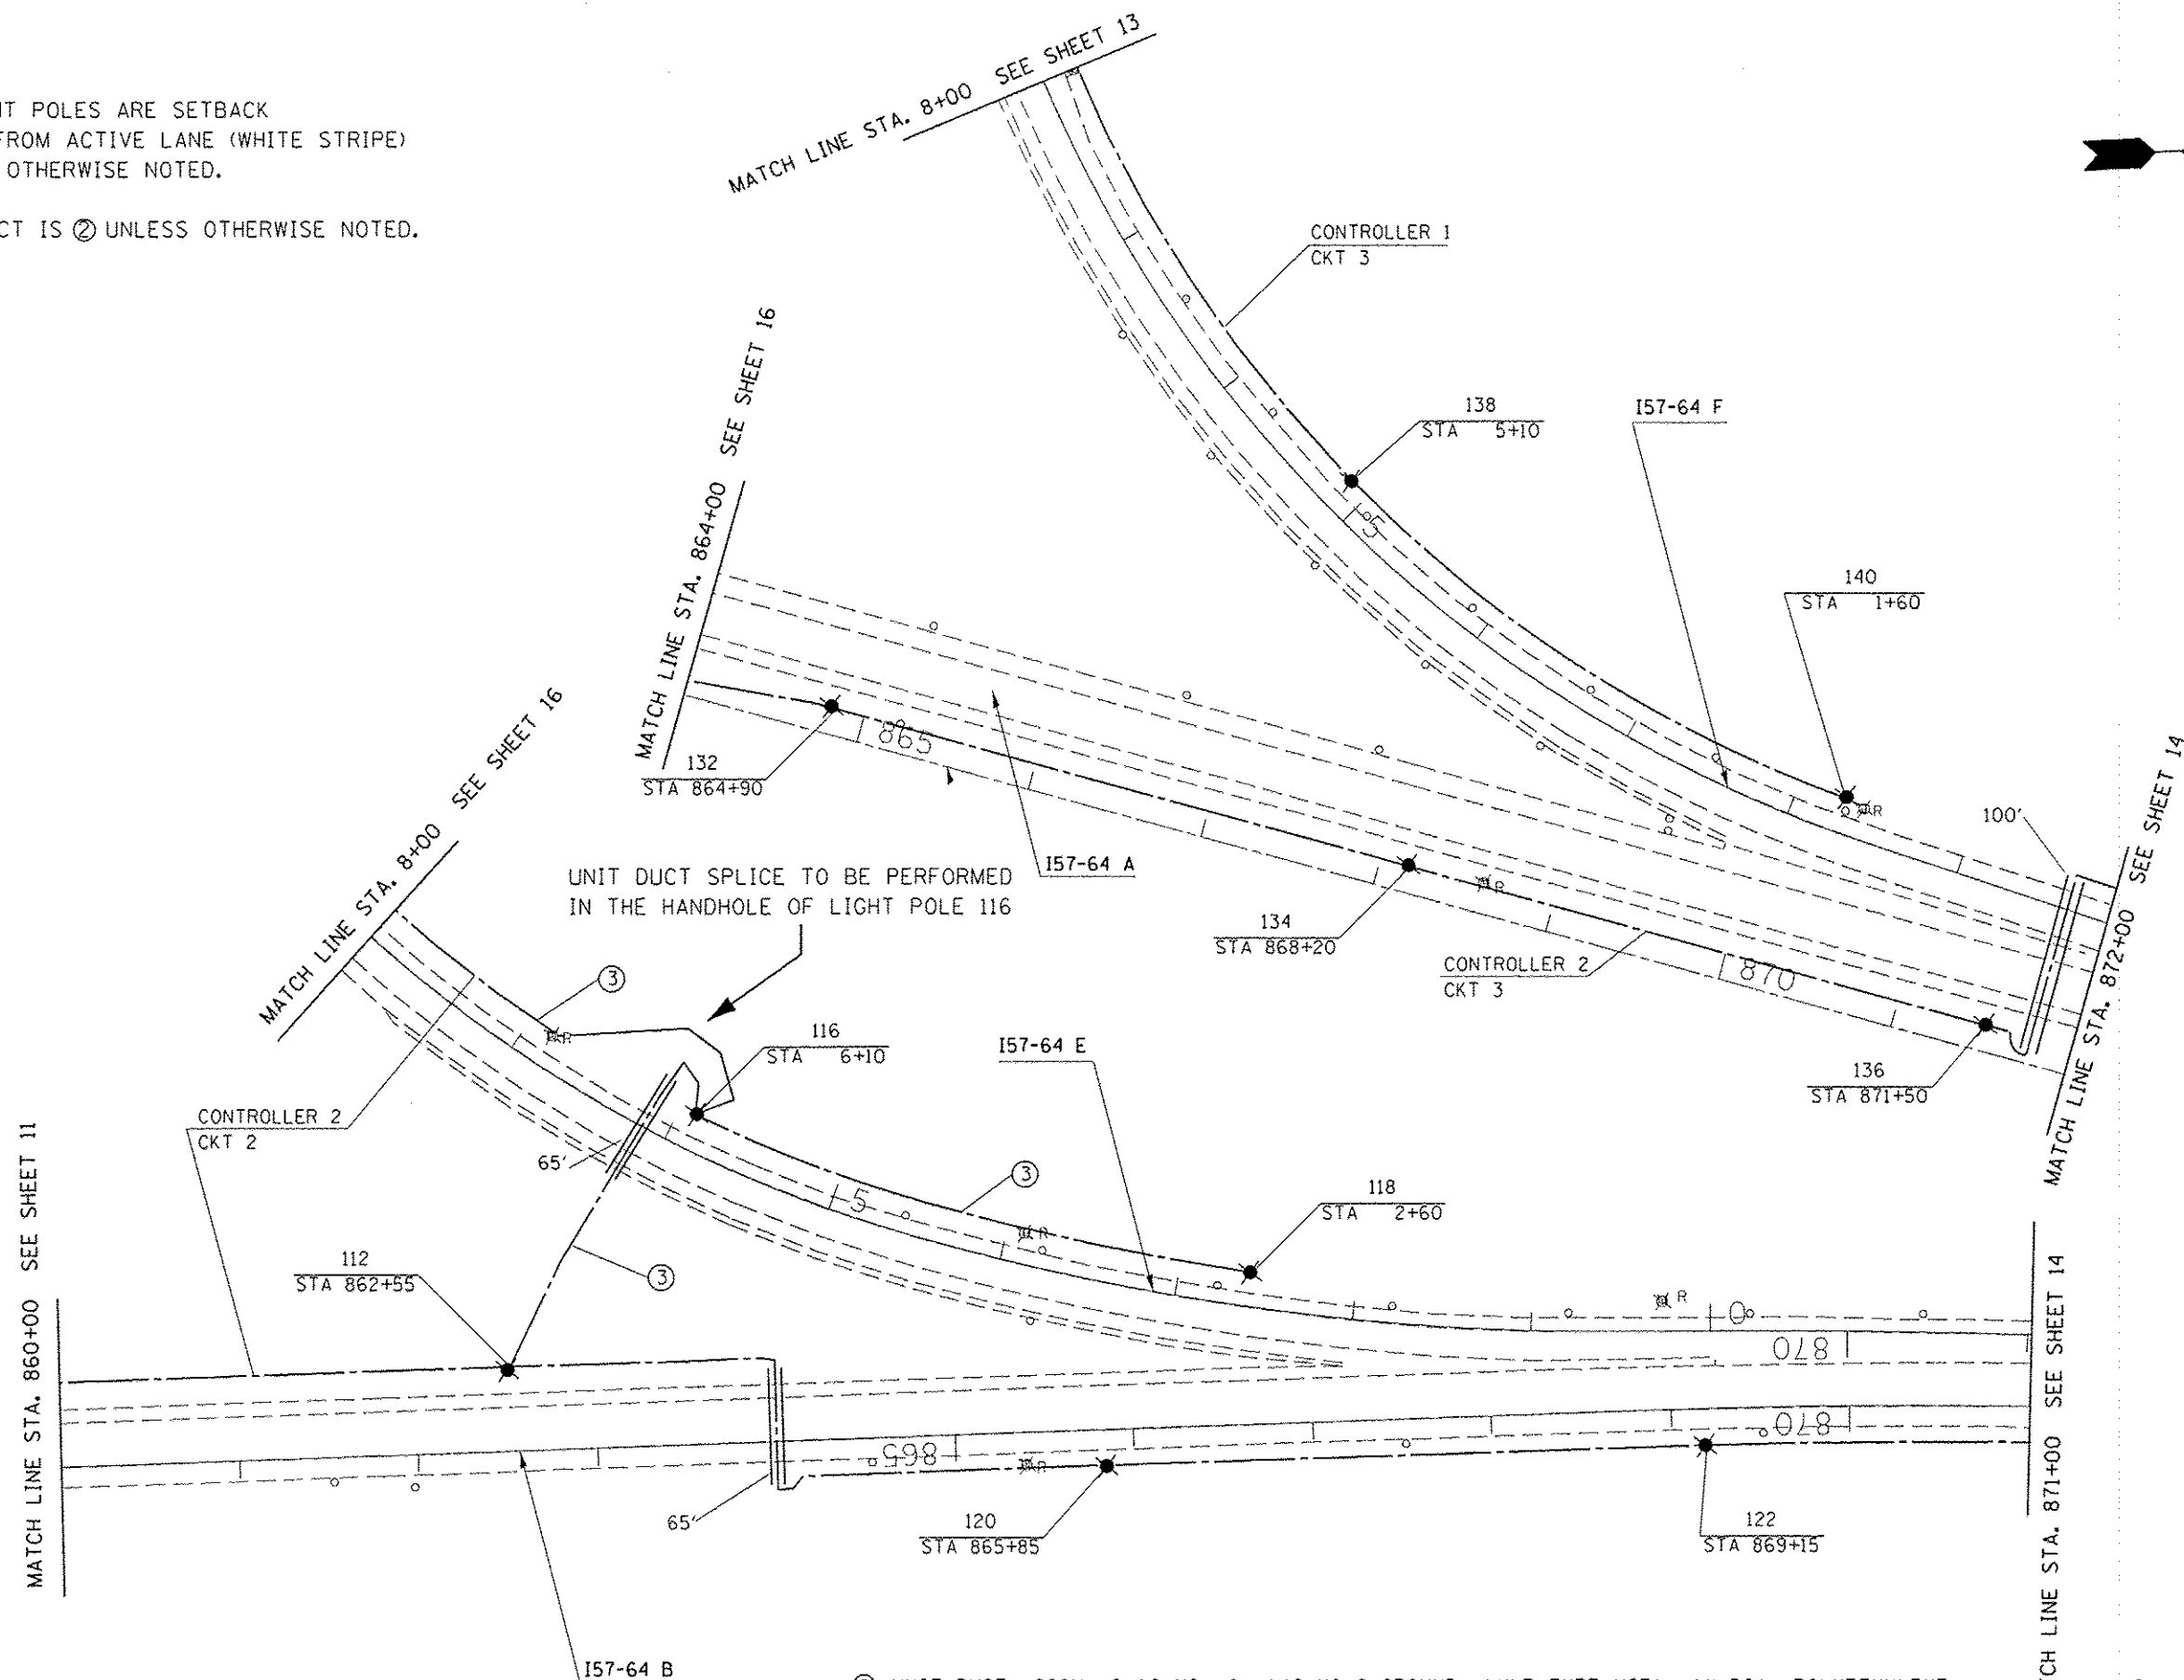 POLES ARE SETBACK
FROM ACTIVE LANE (WHITE STRIPE)
OTHERWISE NOTED.
IS ② UNLESS OTHERWISE NOTED.
MATCH LINE STA. 8+00 SEE SHEET 13
CONTROLLER 1
CKT 3
138
STA 5+10
I57-64 F
5
140
STA 1+60
100'
MATCH LINE STA. 864+00 SEE SHEET 16
865
132
STA 864+90
I57-64 A
134
STA 868+20
R
R
CONTROLLER 2
CKT 3
870
136
STA 871+50
MATCH LINE STA. 872+00 SEE SHEET 14
MATCH LINE STA. 8+00 SEE SHEET 16
UNIT DUCT SPLICE TO BE PERFORMED
IN THE HANDHOLE OF LIGHT POLE 116
③
R
116
STA 6+10
I57-64 E
CONTROLLER 2
CKT 2
65'
5
③
R
118
STA 2+60
③
112
STA 862+55
R
0
870
MATCH LINE STA. 860+00 SEE SHEET 11
870
865
R
65'
120
STA 865+85
122
STA 869+15
LINE STA. 871+00 SEE SHEET 14
I57-64 B